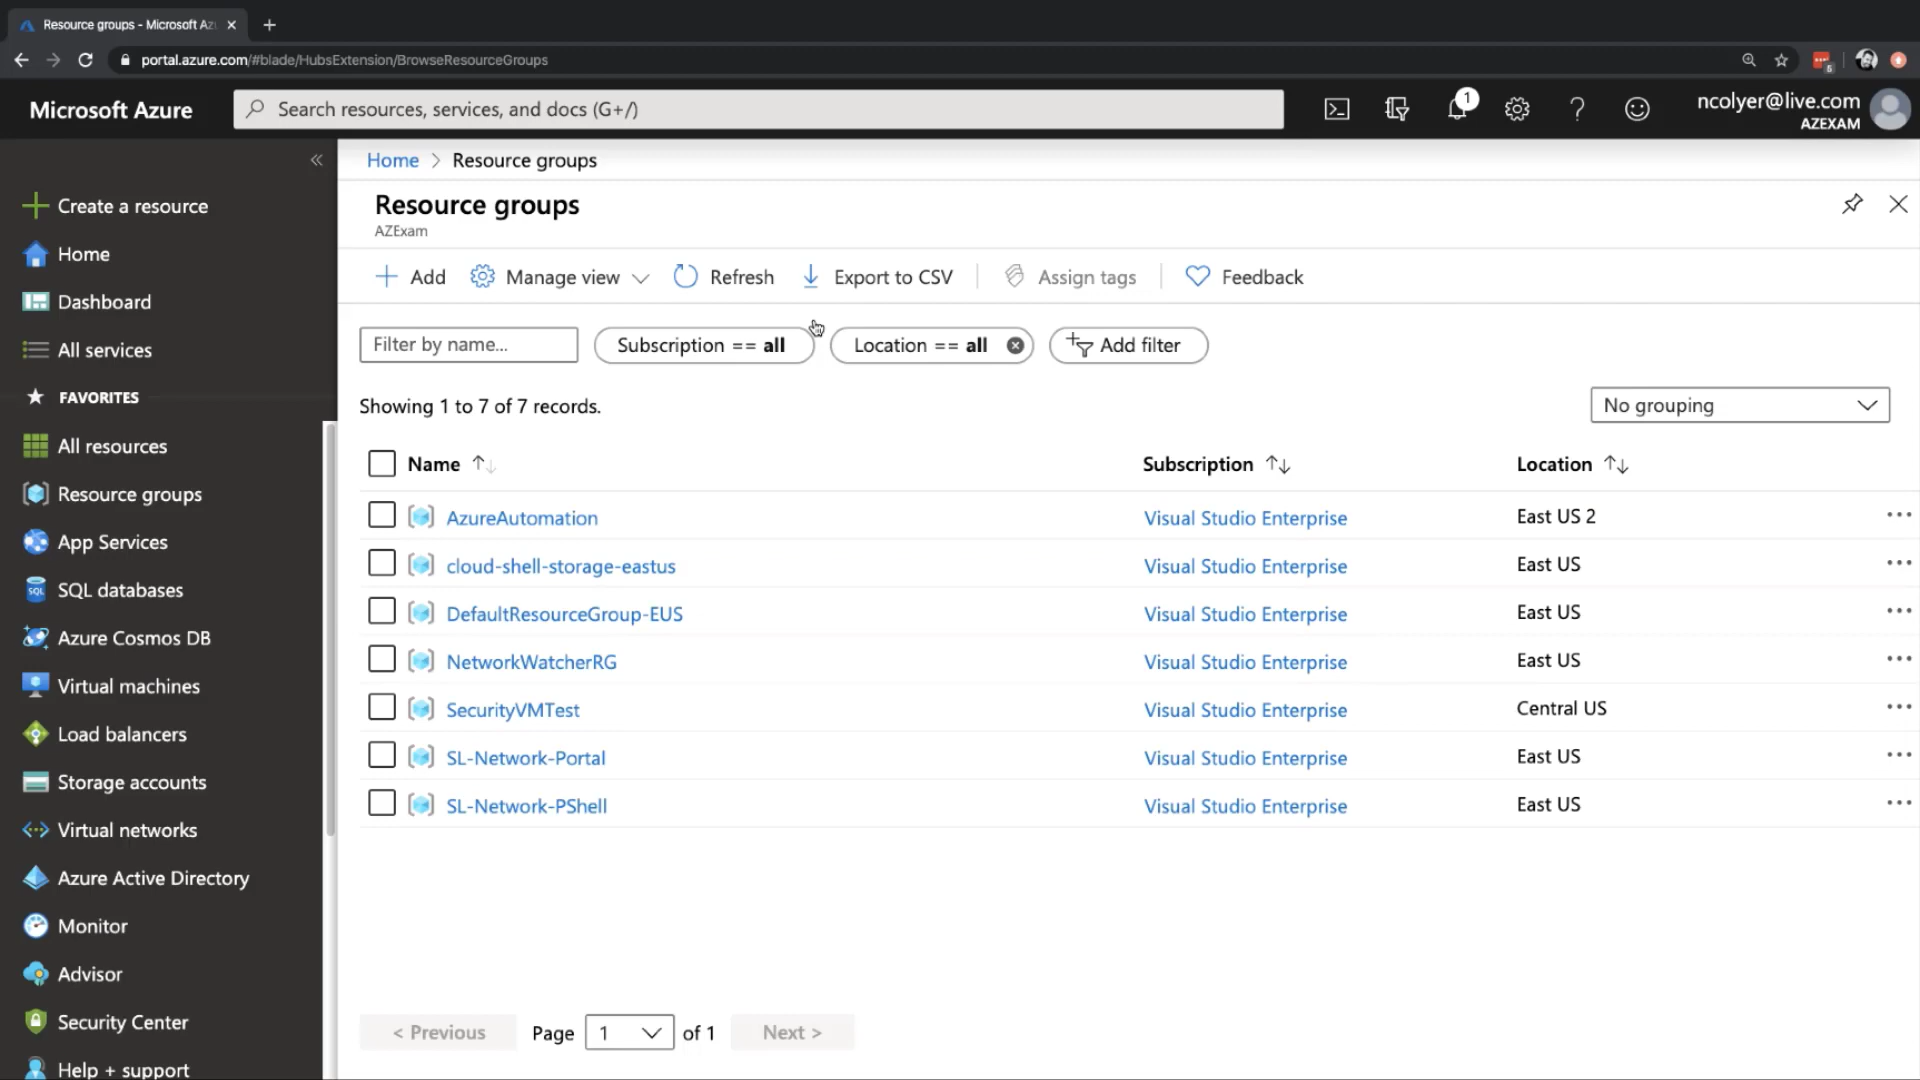 Resource groups - Microsoft Az
portal.azure.com/#blade/HubsExtension/BrowseResourceGroups
Microsoft Azure
Search resources, services, and docs (G+/)
1
ncolyer@live.com
AZEXAM
Create a resource
Home
Dashboard
All services
FAVORITES
All resources
Resource groups
App Services
SQL databases
Azure Cosmos DB
Virtual machines
Load balancers
Storage accounts
Virtual networks
Azure Active Directory
Monitor
Advisor
Security Center
Help + support
Home > Resource groups
Resource groups
AZExam
Add Manage view Refresh Export to CSV Assign tags Feedback
Filter by name... Subscription == all Location == all Add filter
Showing 1 to 7 of 7 records. No grouping
Name Subscription Location
AzureAutomation Visual Studio Enterprise East US 2
cloud-shell-storage-eastus Visual Studio Enterprise East US
DefaultResourceGroup-EUS Visual Studio Enterprise East US
NetworkWatcherRG Visual Studio Enterprise East US
SecurityVMTest Visual Studio Enterprise Central US
SL-Network-Portal Visual Studio Enterprise East US
SL-Network-PShell Visual Studio Enterprise East US
< Previous Page 1 of 1 Next >